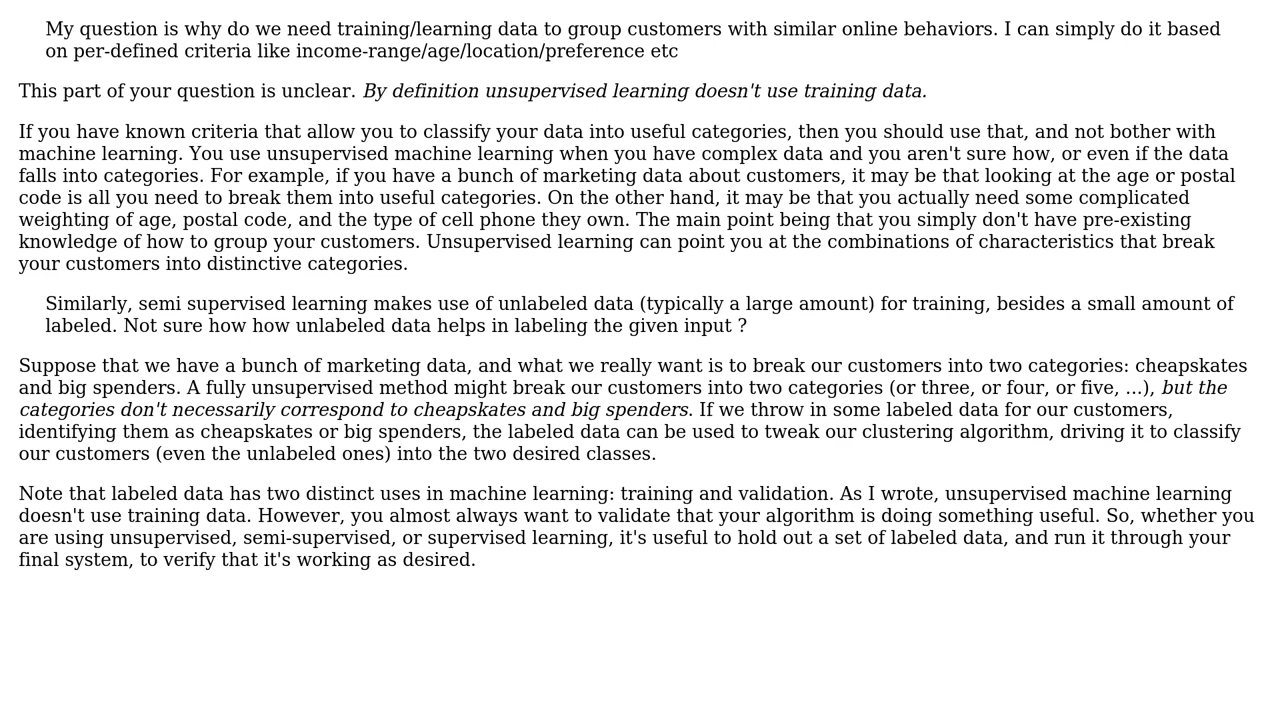 My question is why do we need training/learning data to group customers with similar online behaviors. I can simply do it based
on per-defined criteria like income-range/age/location/preference etc
This part of your question is unclear. By definition unsupervised learning doesn't use training data.
If you have known criteria that allow you to classify your data into useful categories, then you should use that, and not bother with
machine learning. You use unsupervised machine learning when you have complex data and you aren't sure how, or even if the data
falls into categories. For example, if you have a bunch of marketing data about customers, it may be that looking at the age or postal
code is all you need to break them into useful categories. On the other hand, it may be that you actually need some complicated
weighting of age, postal code, and the type of cell phone they own. The main point being that you simply don't have pre-existing
knowledge of how to group your customers. Unsupervised learning can point you at the combinations of characteristics that break
your customers into distinctive categories.
Similarly, semi supervised learning makes use of unlabeled data (typically a large amount) for training, besides a small amount of
labeled. Not sure how how unlabeled data helps in labeling the given input ?
Suppose that we have a bunch of marketing data, and what we really want is to break our customers into two categories: cheapskates
and big spenders. A fully unsupervised method might break our customers into two categories (or three, or four, or five, ...), but the
categories don't necessarily correspond to cheapskates and big spenders. If we throw in some labeled data for our customers,
identifying them as cheapskates or big spenders, the labeled data can be used to tweak our clustering algorithm, driving it to classify
our customers (even the unlabeled ones) into the two desired classes.
Note that labeled data has two distinct uses in machine learning: training and validation. As I wrote, unsupervised machine learning
doesn't use training data. However, you almost always want to validate that your algorithm is doing something useful. So, whether you
are using unsupervised, semi-supervised, or supervised learning, it's useful to hold out a set of labeled data, and run it through your
final system, to verify that it's working as desired.